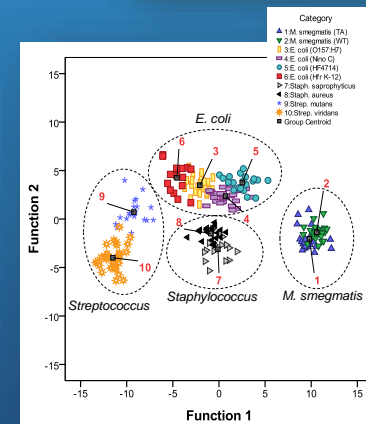 Category
1:M. smegmatis (TA)
2:M. smegmatis (WT)
3:E. coli (O157:H7)
4:E. coli (Nino C)
5:E. coli (HF4714)
6:E. coli (Hfr K-12)
7:Staph. saprophyticus
8:Staph. aureus
9:Strep. mutans
10:Strep. viridans
Group Centroid
15
10
5
0
-5
-10
-15
Function 2
E. coli
6
3
5
9
2
8
4
10
7
1
Streptococcus
Staphylococcus
M. smegmatis
-15
-10
-5
0
5
10
15
Function 1